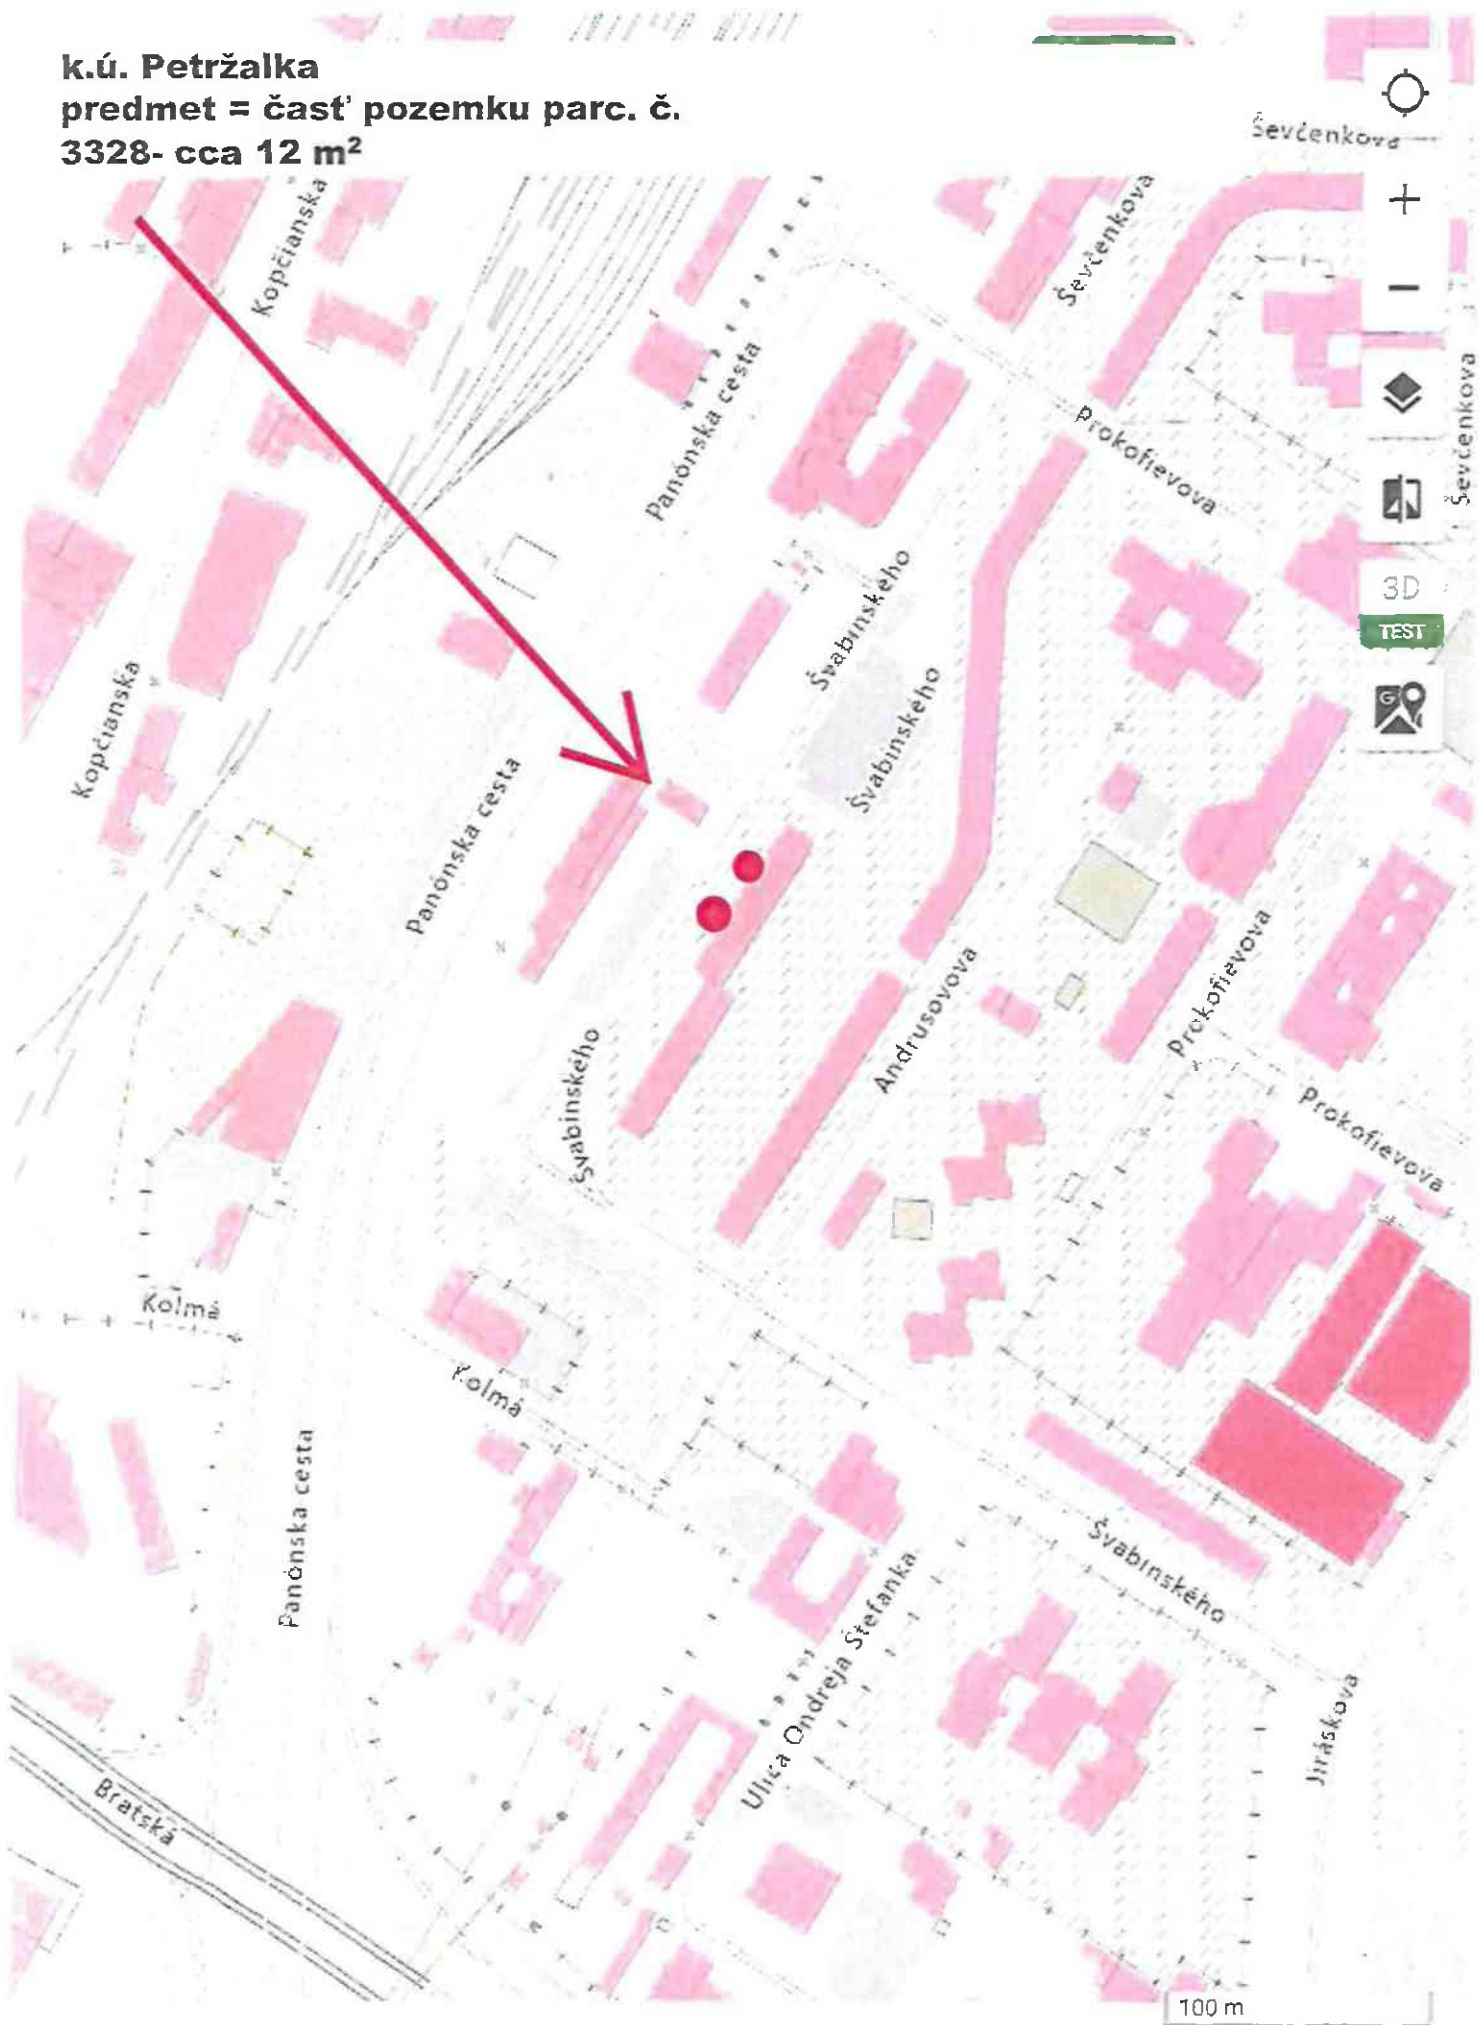 k.ú. Petržalka
predmet = časť pozemku parc. č.
3328- cca 12 m²
Ševčenkova
Kopčianska
Ševčenkova
Panónska cesta
Prokofievova
Ševčenkova
3D
TEST
Švabinského
Švabinského
Kopčianska
Panónska cesta
Andrusovova
Prokofievova
Švabinského
Prokofievova
Kolmá
Kolmá
Panónska cesta
Švabinského
Ulica Ondreja Štefanka
Jiráskova
Bratská
100 m